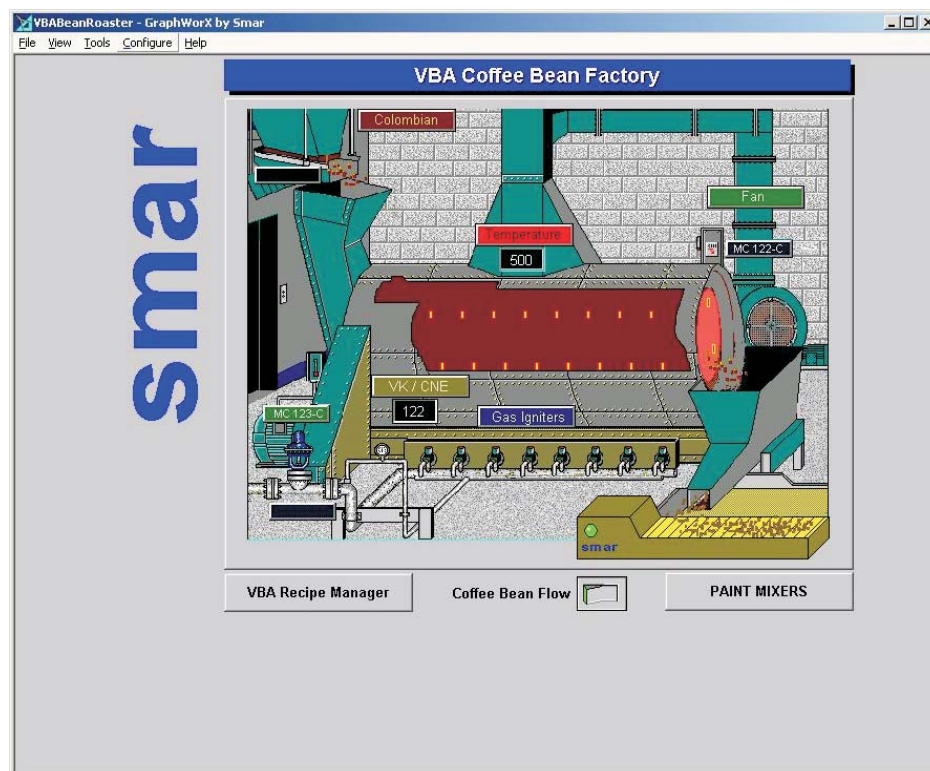 VBABeanRoaster - GraphWorX by Smar
File View Tools Configure Help
VBA Coffee Bean Factory
smar
Colombian
Fan
Temperature
500
MC 122-C
VK / CNE
122
MC 123-C
Gas Igniters
smar
VBA Recipe Manager
Coffee Bean Flow
PAINT MIXERS